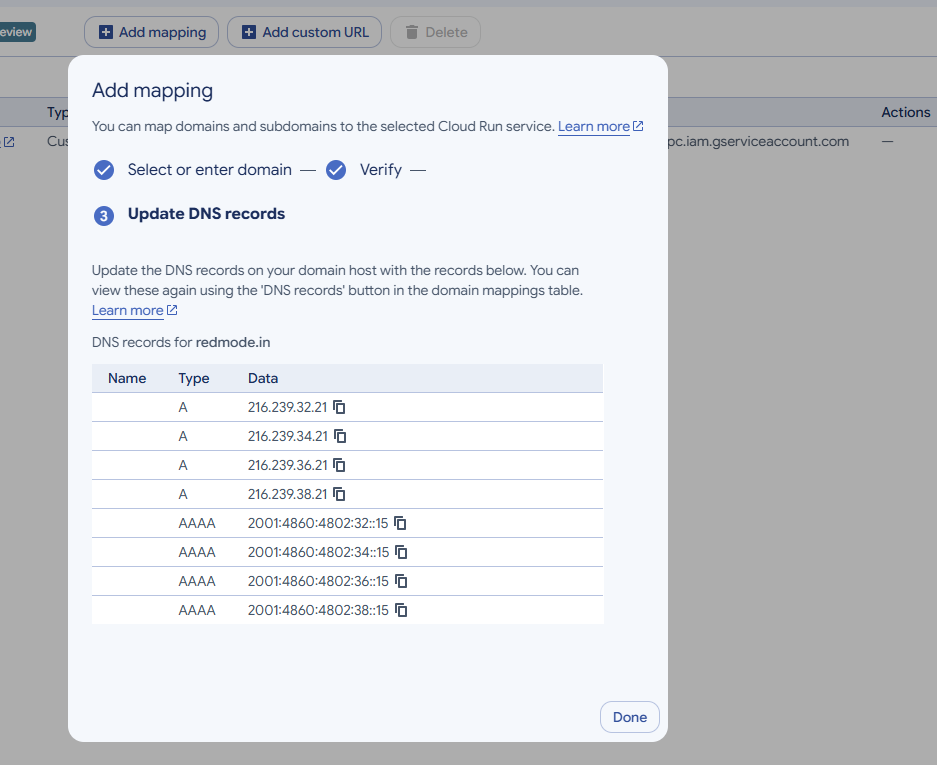 eview Add mapping Add custom URL Delete
Add mapping
Typ Actions
You can map domains and subdomains to the selected Cloud Run service. Learn more
Cus pc.iam.gserviceaccount.com —
Select or enter domain — Verify —
3 Update DNS records
Update the DNS records on your domain host with the records below. You can
view these again using the 'DNS records' button in the domain mappings table.
Learn more
DNS records for redmode.in
Name Type Data
A 216.239.32.21
A 216.239.34.21
A 216.239.36.21
A 216.239.38.21
AAAA 2001:4860:4802:32::15
AAAA 2001:4860:4802:34::15
AAAA 2001:4860:4802:36::15
AAAA 2001:4860:4802:38::15
Done